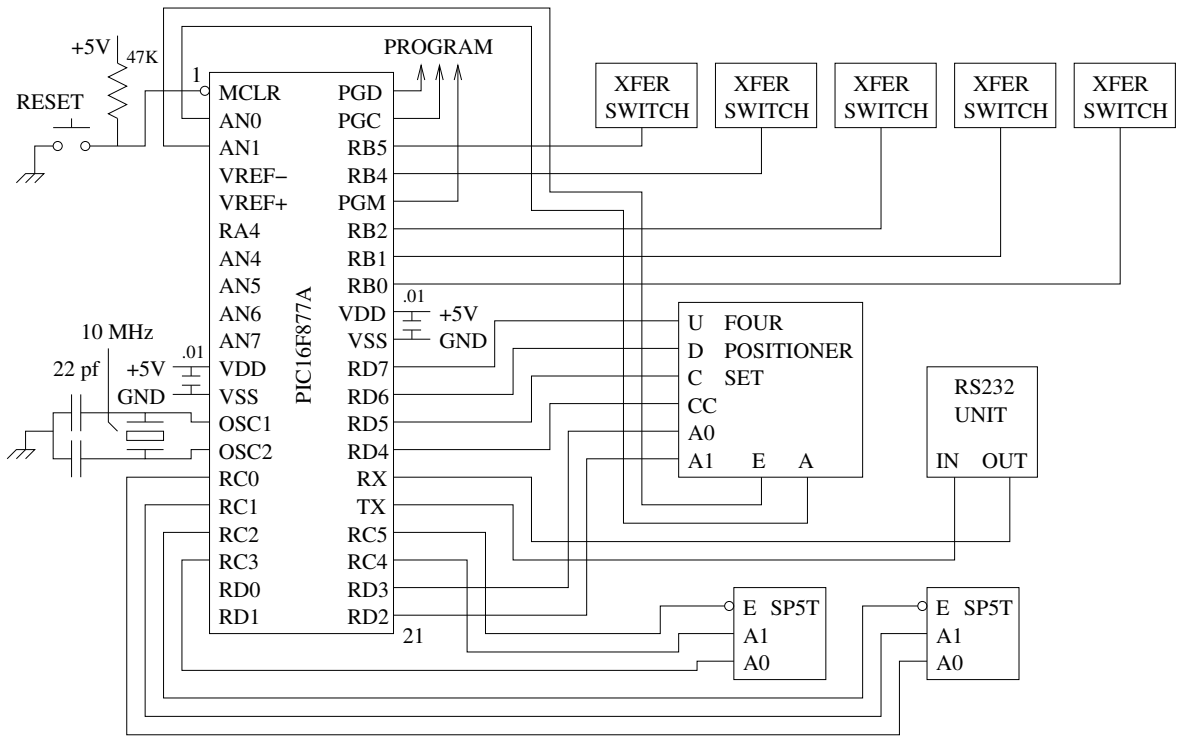 +5V
47K
RESET
1
PROGRAM
MCLR
AN0
AN1
VREF−
VREF+
RA4
AN4
AN5
AN6
AN7
VDD
VSS
OSC1
OSC2
RC0
RC1
RC2
RC3
RD0
RD1
PIC16F877A
PGD
PGC
RB5
RB4
PGM
RB2
RB1
RB0
VDD
VSS
RD7
RD6
RD5
RD4
RX
TX
RC5
RC4
RD3
RD2
21
.01
+5V
GND
10 MHz
22 pf
.01
+5V
GND
XFER
SWITCH
XFER
SWITCH
XFER
SWITCH
XFER
SWITCH
XFER
SWITCH
U FOUR
D POSITIONER
C SET
CC
A0
A1 E A
RS232
UNIT
IN OUT
E SP5T
A1
A0
E SP5T
A1
A0